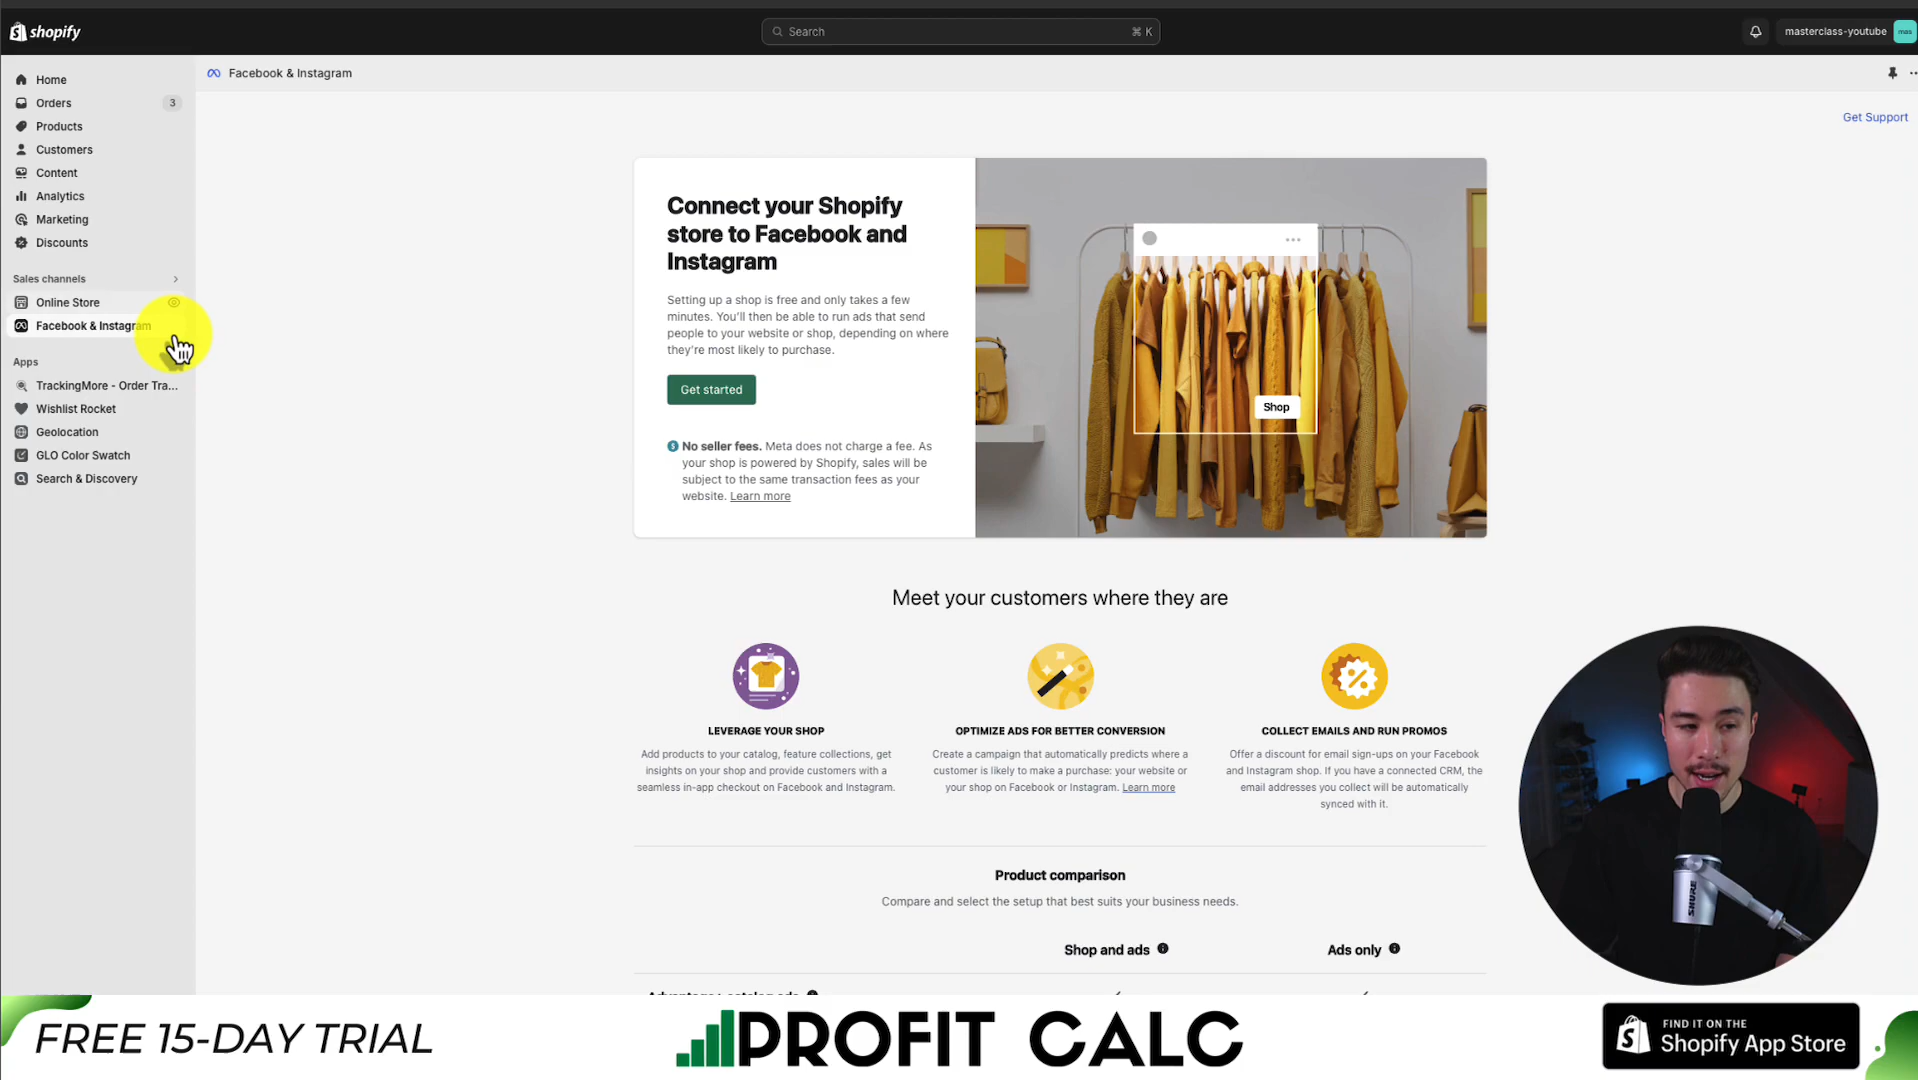 shopify
Search
⌘ K
masterclass-youtube
mas
Home
Orders
3
Products
Customers
Content
Analytics
Marketing
Discounts
Sales channels
Online Store
Facebook & Instagram
Apps
TrackingMore - Order Tra...
Wishlist Rocket
Geolocation
GLO Color Swatch
Search & Discovery
Facebook & Instagram
Get Support
Connect your Shopify
store to Facebook and
Instagram
Setting up a shop is free and only takes a few
minutes. You'll then be able to run ads that send
people to your website or shop, depending on where
they're most likely to purchase.
Get started
No seller fees. Meta does not charge a fee. As
your shop is powered by Shopify, sales will be
subject to the same transaction fees as your
website. Learn more
Shop
Meet your customers where they are
LEVERAGE YOUR SHOP
Add products to your catalog, feature collections, get
insights on your shop and provide customers with a
seamless in-app checkout on Facebook and Instagram.
OPTIMIZE ADS FOR BETTER CONVERSION
Create a campaign that automatically predicts where a
customer is likely to make a purchase: your website or
your shop on Facebook or Instagram. Learn more
COLLECT EMAILS AND RUN PROMOS
Offer a discount for email sign-ups on your Facebook
and Instagram shop. If you have a connected CRM, the
email addresses you collect will be automatically
synced with it.
Product comparison
Compare and select the setup that best suits your business needs.
Shop and ads
Ads only
SHURE
FREE 15-DAY TRIAL
PROFIT CALC
FIND IT ON THE
Shopify App Store